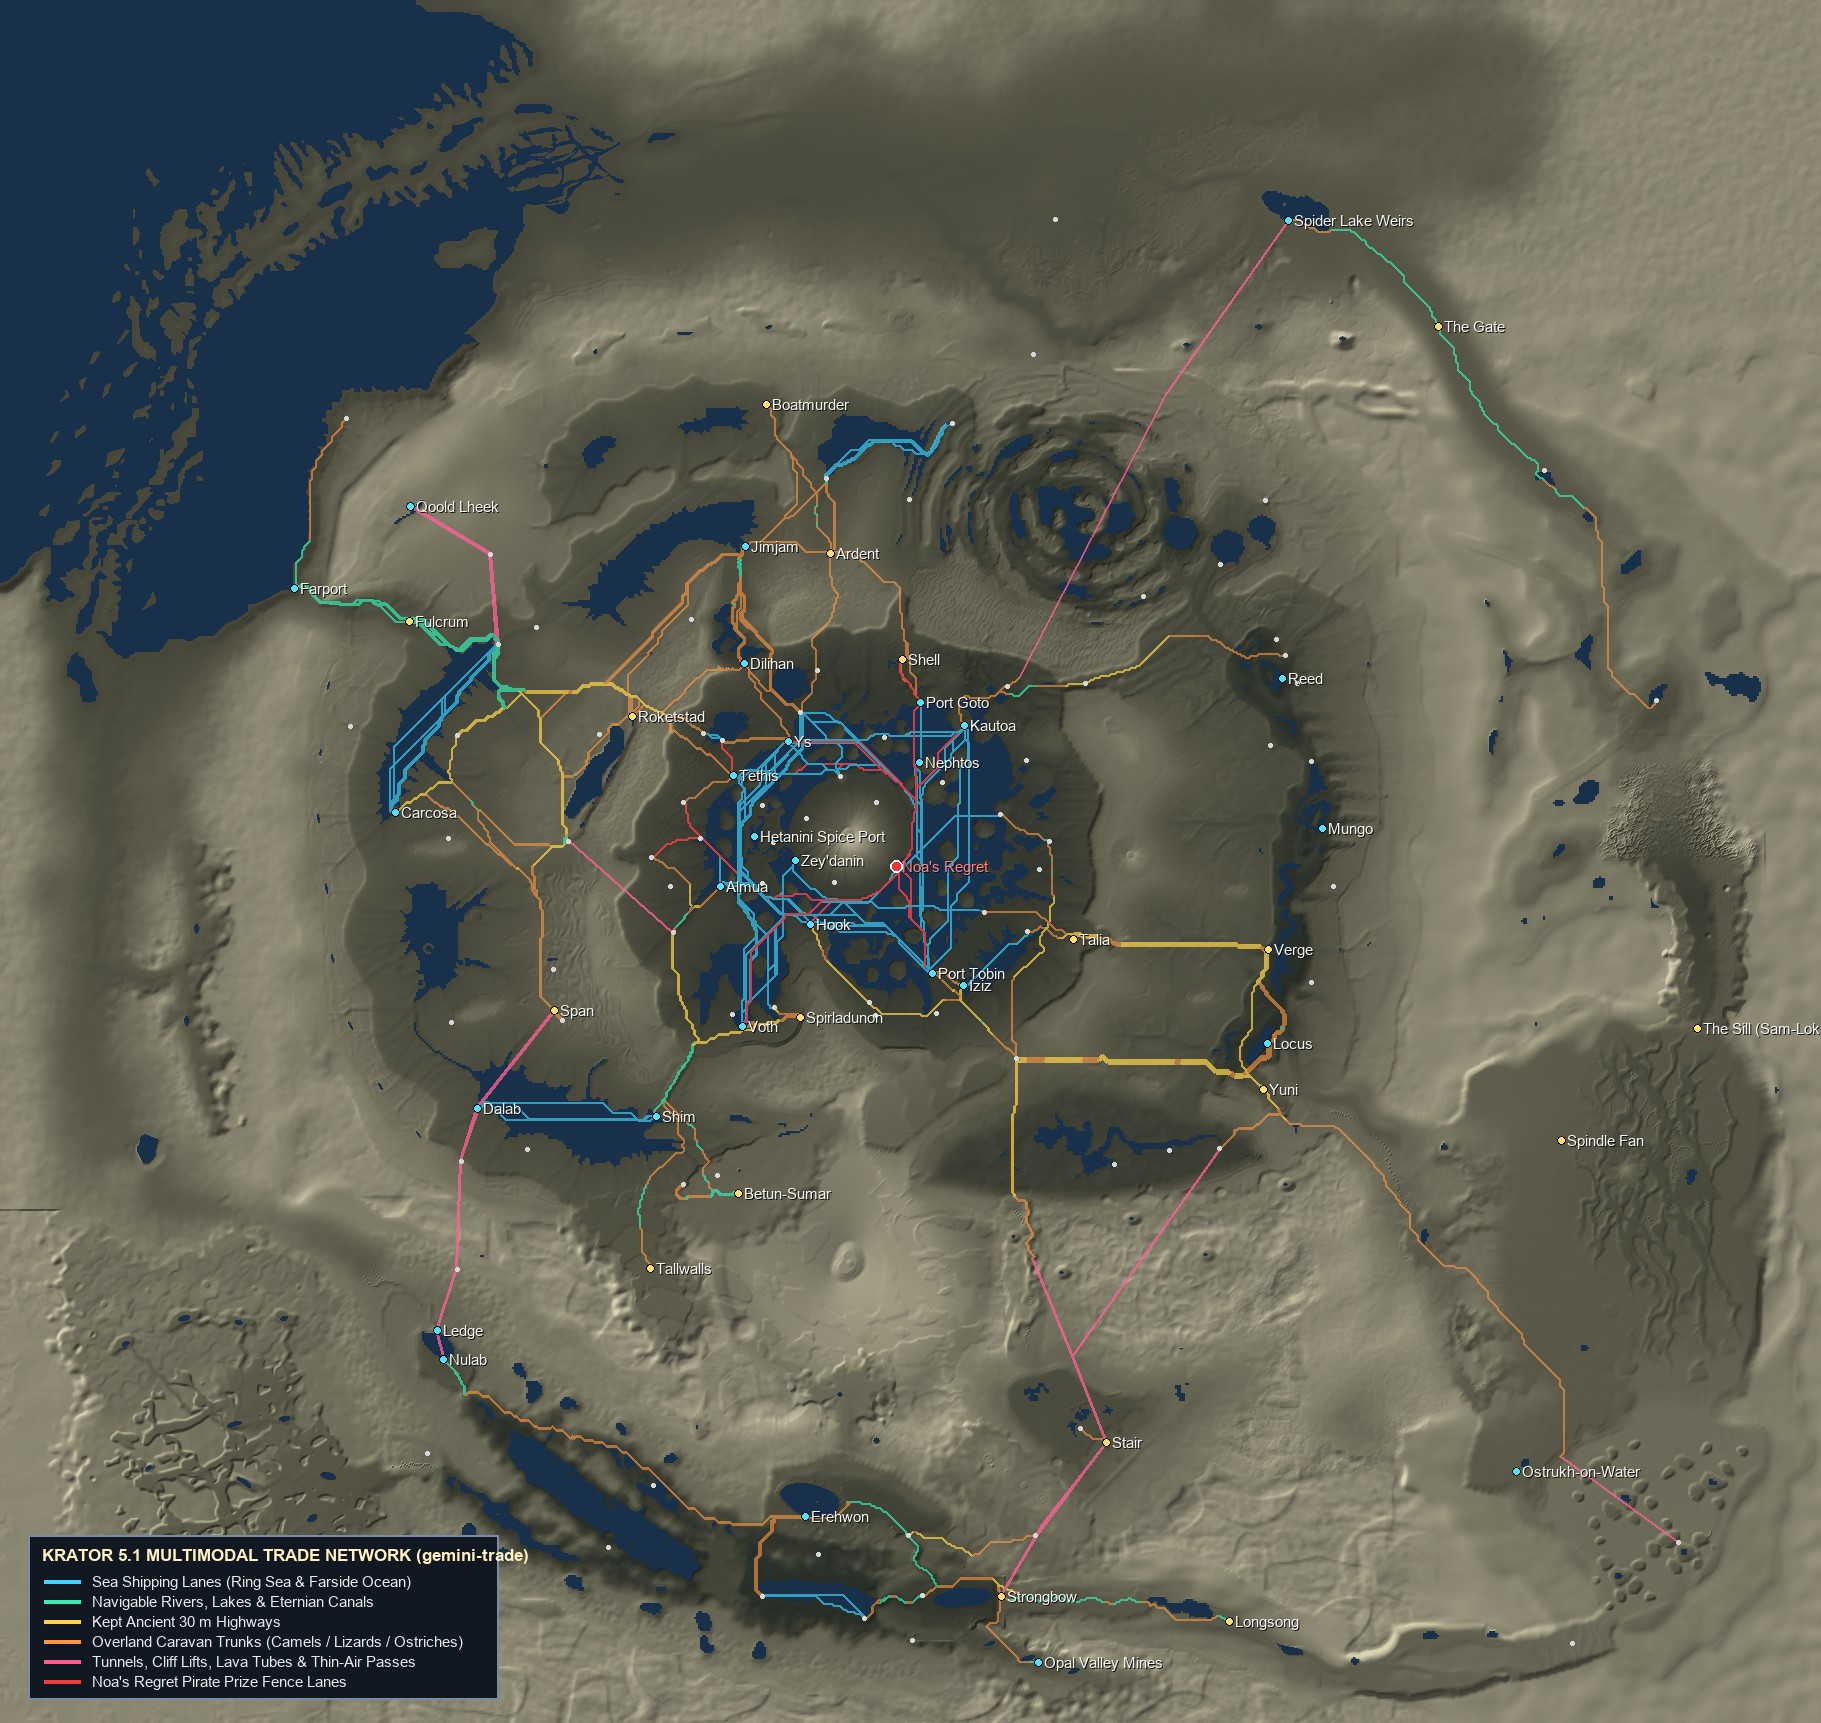 Spider Lake Weirs
The Gate
Boatmurder
Qoold Lheek
Jimjam
Ardent
Farport
Fulcrum
Shell
Dilihan
Reed
Port Goto
Roketstad
Kautoa
Ys
Nephtos
Tethis
Carcosa
Mungo
Hetanini Spice Port
Zey'danin
Noa's Regret
Aimua
Hook
Talia
Verge
Port Tobin
Iziz
Span
Spirladunon
Voth
The Sill (Sam-Lok
Locus
Yuni
Dalab
Shim
Spindle Fan
Betun-Sumar
Tallwalls
Ledge
Nulab
Stair
Ostrukh-on-Water
Erehwon
Strongbow
Longsong
Opal Valley Mines
KRATOR 5.1 MULTIMODAL TRADE NETWORK (gemini-trade)
Sea Shipping Lanes (Ring Sea & Farside Ocean)
Navigable Rivers, Lakes & Eternian Canals
Kept Ancient 30 m Highways
Overland Caravan Trunks (Camels / Lizards / Ostriches)
Tunnels, Cliff Lifts, Lava Tubes & Thin-Air Passes
Noa's Regret Pirate Prize Fence Lanes